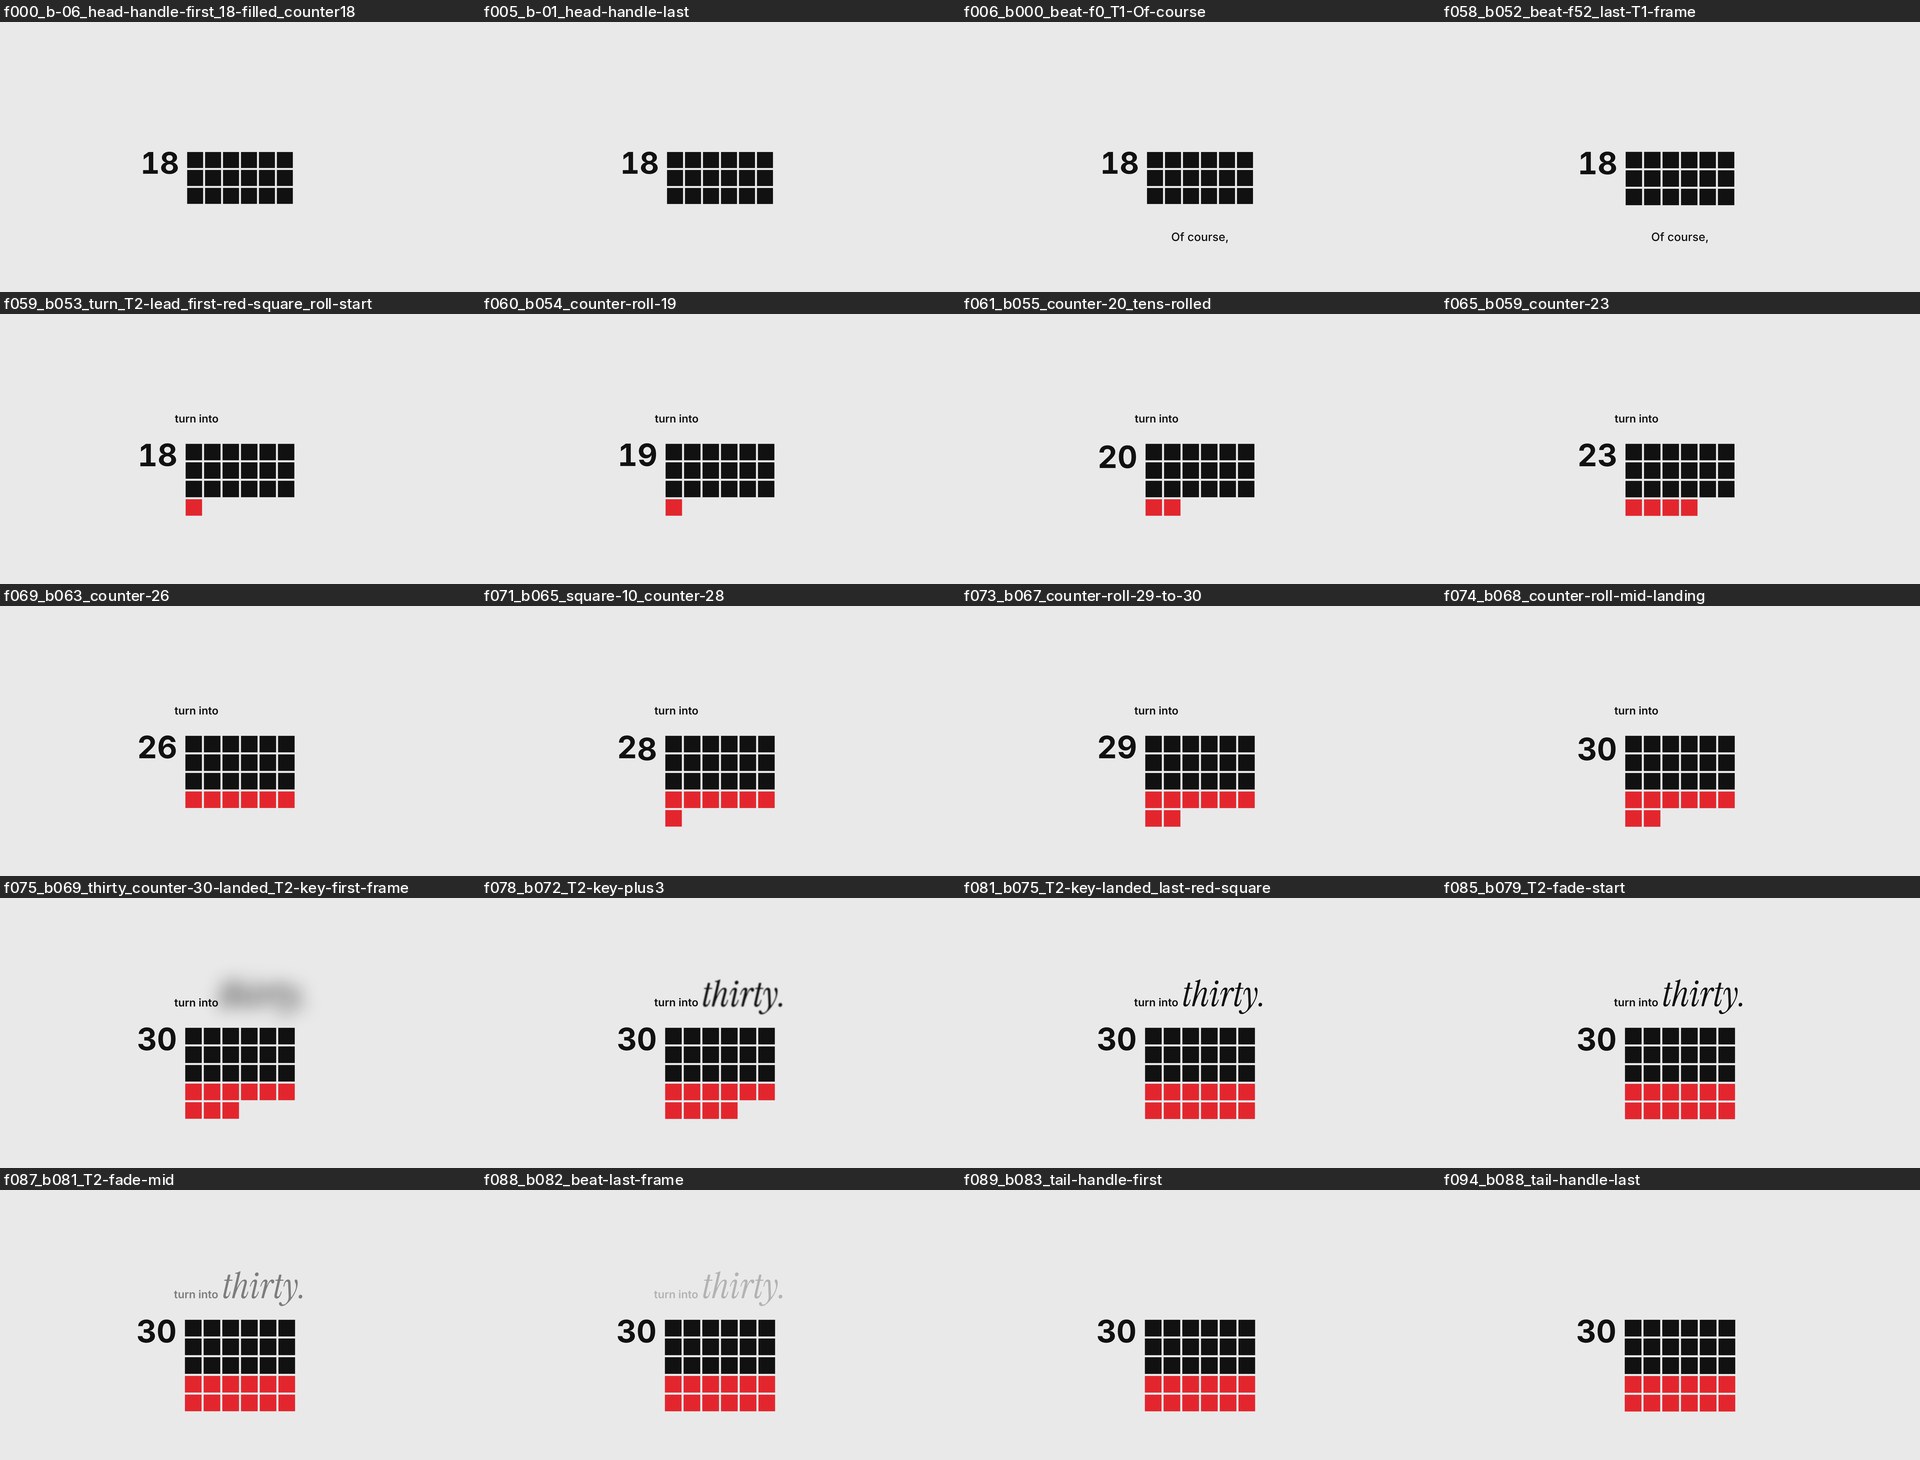 f000_b-06_head-handle-first_18-filled_counter18
18
f005_b-01_head-handle-last
18
f006_b000_beat-f0_T1-Of-course
18
Of course,
f058_b052_beat-f52_last-T1-frame
18
Of course,
f059_b053_turn_T2-lead_first-red-square_roll-start
turn into
18
f060_b054_counter-roll-19
turn into
19
f061_b055_counter-20_tens-rolled
turn into
20
f065_b059_counter-23
turn into
23
f069_b063_counter-26
turn into
26
f071_b065_square-10_counter-28
turn into
28
f073_b067_counter-roll-29-to-30
turn into
29
f074_b068_counter-roll-mid-landing
turn into
30
f075_b069_thirty_counter-30-landed_T2-key-first-frame
turn into thirty.
30
f078_b072_T2-key-plus3
turn into thirty.
30
f081_b075_T2-key-landed_last-red-square
turn into thirty.
30
f085_b079_T2-fade-start
turn into thirty.
30
f087_b081_T2-fade-mid
turn into thirty.
30
f088_b082_beat-last-frame
turn into thirty.
30
f089_b083_tail-handle-first
30
f094_b088_tail-handle-last
30